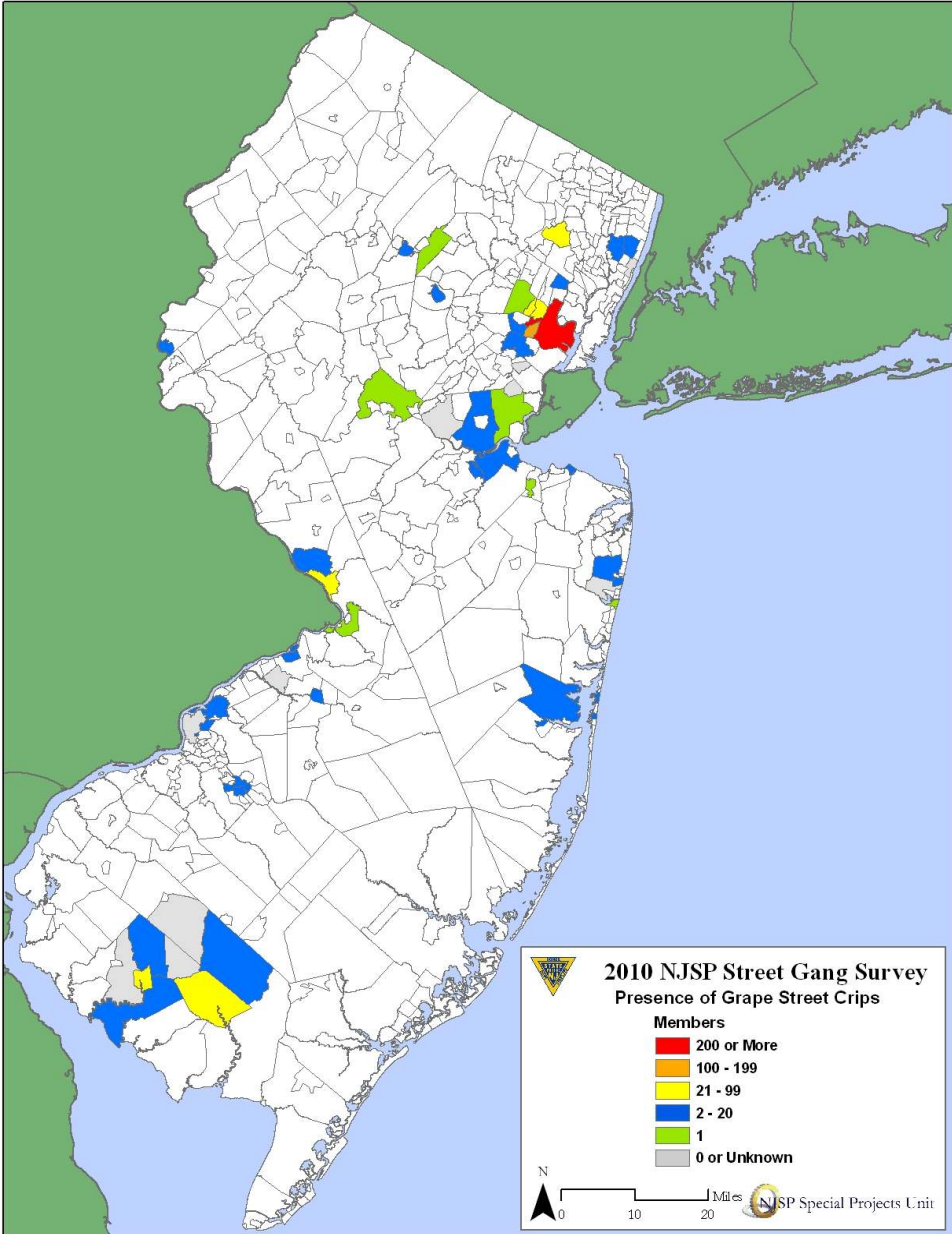 2010 NJSP Street Gang Survey
Presence of Grape Street Crips
Members
200 or More
100 - 199
21 - 99
2 - 20
1
0 or Unknown
N
Miles
0 10 20
NJSP Special Projects Unit